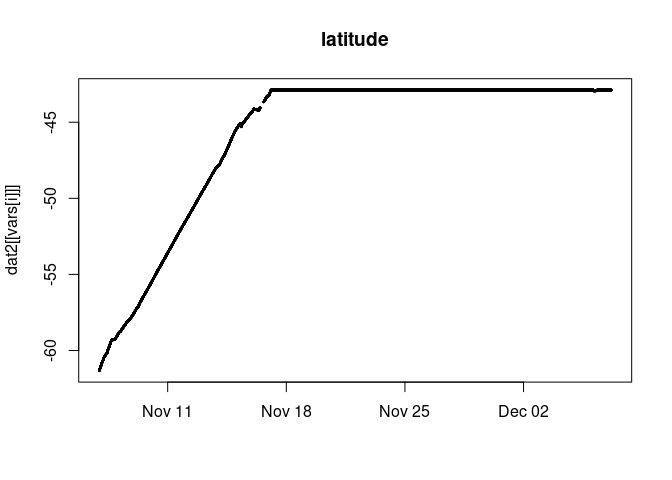 latitude
dat2[[vars[i]]]
-45
-50
-55
-60
Nov 11
Nov 18
Nov 25
Dec 02